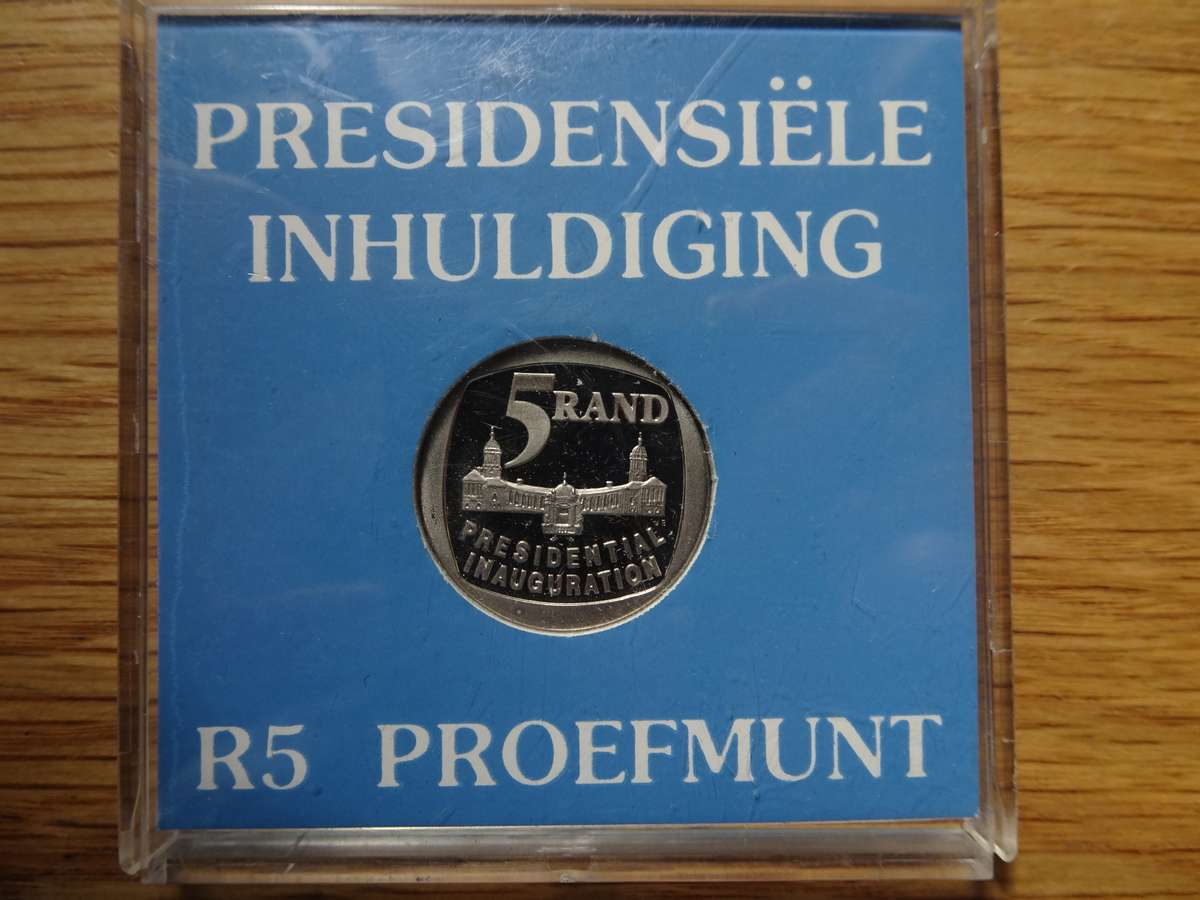 PRESIDENSIËLE
INHULDIGING
5 RAND
PRESIDENTIAL
INAUGURATION
R5 PROEFMUNT